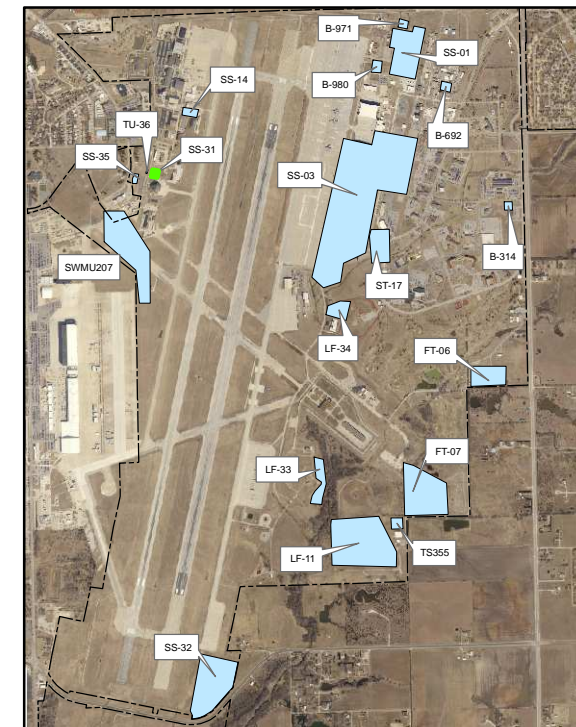 B-971
SS-01
SS-14
B-980
TU-36
B-692
SS-35
SS-31
SS-03
B-314
SWMU207
ST-17
LF-34
FT-06
LF-33
FT-07
LF-11
TS355
SS-32